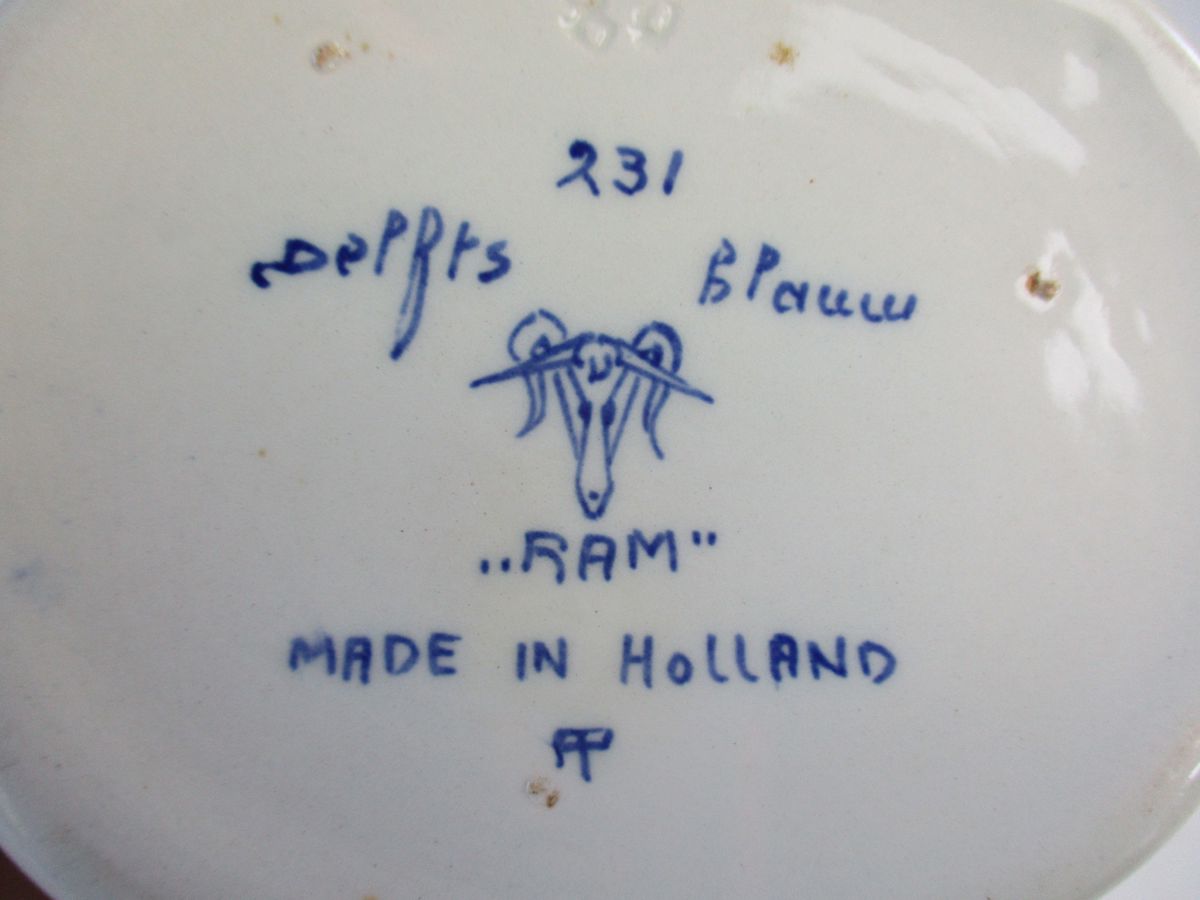 231
Delfts Blauw
„RAM"
MADE IN HOLLAND